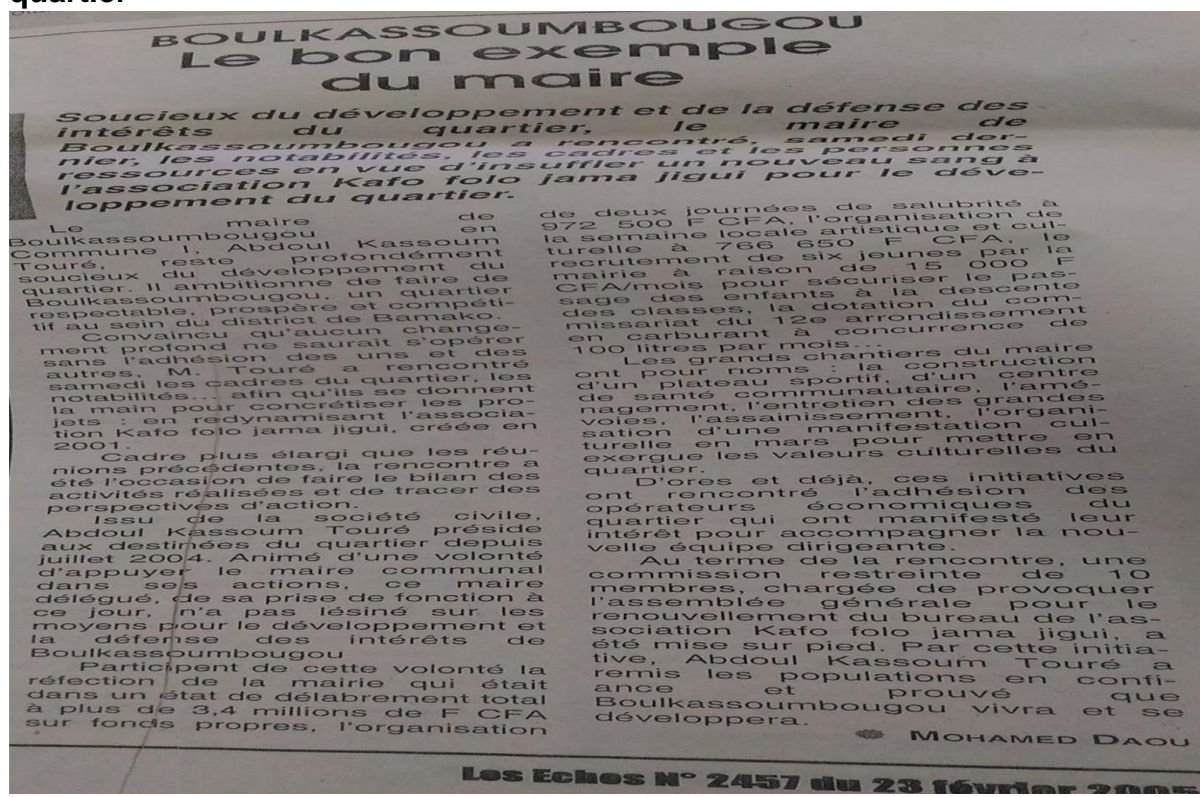 quartier
BOULKASSOUMBOUGOU
Le bon exemple
du maire
Soucieux du développement et de la défense des
intérêts du quartier, le maire de
Boulkassoumbougou a rencontré, samedi der-
nier, les notabilités, les cadres et les personnes
ressources en vue d'insuffler un nouveau sang à
l'association Kafo folo jama jigui pour le déve-
loppement du quartier.
Le maire de
Boulkassoumbougou en
Commune I, Abdoul Kassoum
Touré, reste profondément
soucieux du développement du
quartier. Il ambitionne de faire de
Boulkassoumbougou, un quartier
respectable, prospère et compéti-
tif au sein du district de Bamako.
Convaincu qu'aucun change-
ment profond ne saurait s'opérer
sans l'adhésion des uns et des
autres, M. Touré a rencontré
samedi les cadres du quartier, les
notabilités... afin qu'ils se donnent
la main pour concrétiser les pro-
jets : en redynamisant l'associa-
tion Kafo folo jama jigui, créée en
2001.
Cadre plus élargi que les réu-
nions précédentes, la rencontre a
été l'occasion de faire le bilan des
activités réalisées et de tracer des
perspectives d'action.
Issu de la société civile,
Abdoul Kassoum Touré préside
aux destinées du quartier depuis
juillet 2004. Animé d'une volonté
d'appuyer le maire communal
dans ses actions, ce maire
délégué, de sa prise de fonction à
ce jour, n'a pas lésiné sur les
moyens pour le développement et
la défense des intérêts de
Boulkassoumbougou
Participent de cette volonté la
réfection de la mairie qui était
dans un état de délabrement total
à plus de 3,4 millions de F CFA
sur fonds propres, l'organisation
de deux journées de salubrité à
972 500 F CFA, l'organisation de
la semaine locale artistique et cul-
turelle à 766 650 F CFA, le
recrutement de six jeunes par la
mairie à raison de 15 000 F
CFA/mois pour sécuriser le pas-
sage des enfants à la descente
des classes, la dotation du com-
missariat du 12e arrondissement
en carburant à concurrence de
100 litres par mois...
Les grands chantiers du maire
ont pour noms : la construction
d'un plateau sportif, d'un centre
de santé communautaire, l'amé-
nagement, l'entretien des grandes
voies, l'assainissement, l'organi-
sation d'une manifestation cul-
turelle en mars pour mettre en
exergue les valeurs culturelles du
quartier.
D'ores et déjà, ces initiatives
ont rencontré l'adhésion des
opérateurs économiques du
quartier qui ont manifesté leur
intérêt pour accompagner la nou-
velle équipe dirigeante.
Au terme de la rencontre, une
commission restreinte de 10
membres, chargée de provoquer
l'assemblée générale pour le
renouvellement du bureau de l'as-
sociation Kafo folo jama jigui, a
été mise sur pied. Par cette initia-
tive, Abdoul Kassoum Touré a
remis les populations en confi-
ance et prouvé que
Boulkassoumbougou vivra et se
développera.
MOHAMED DAOU
Les Echos N° 2457 du 23 février 2005